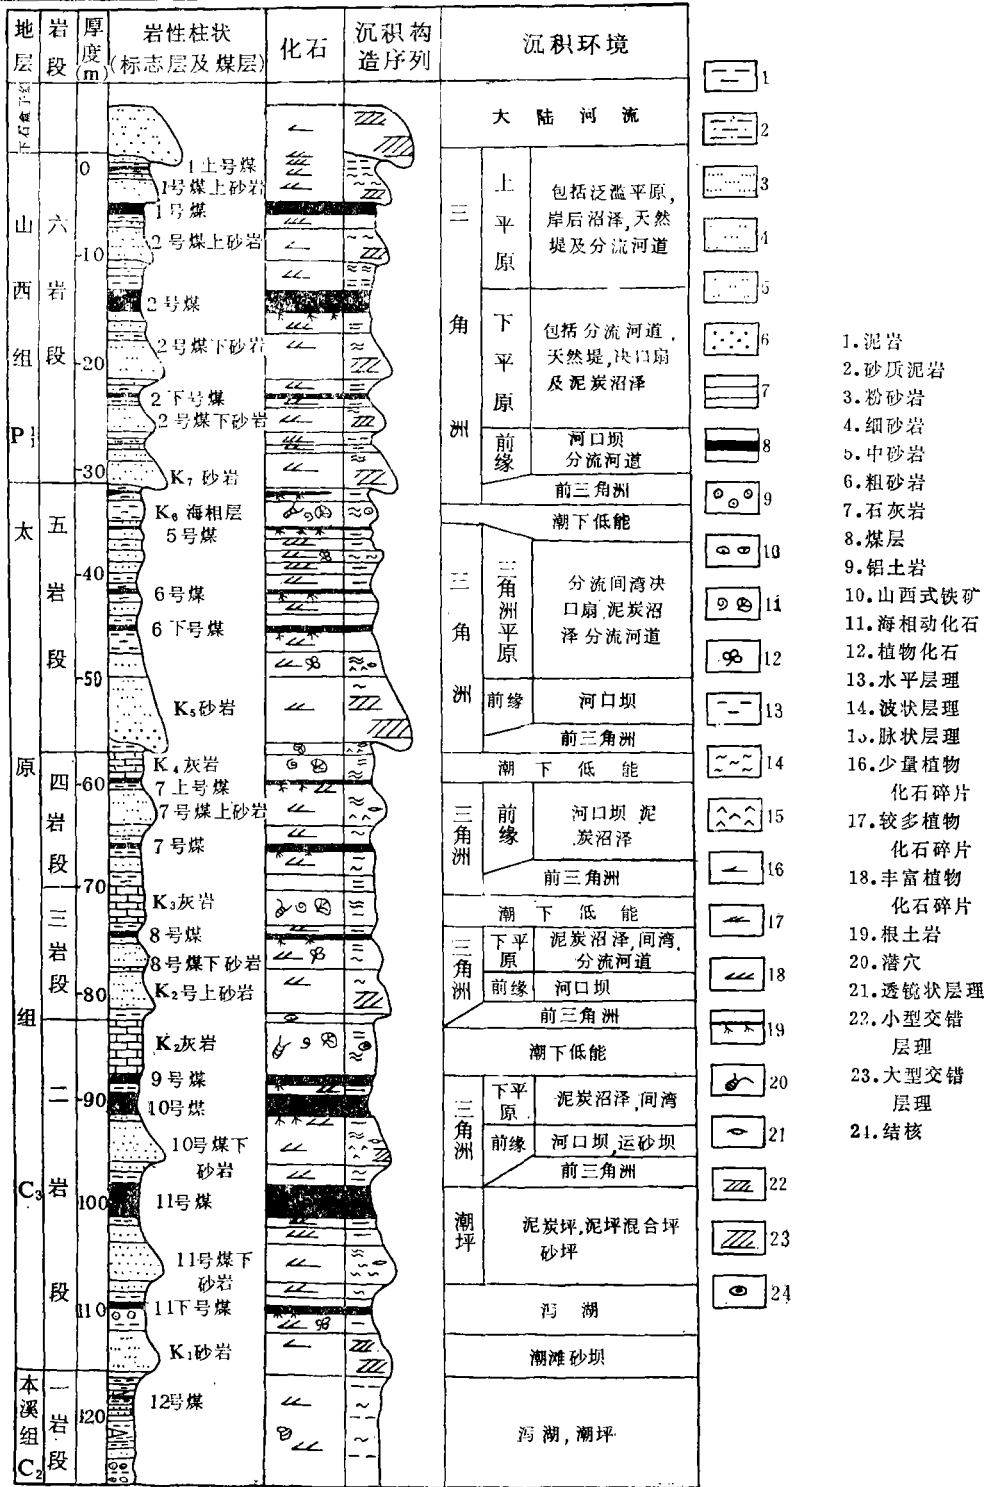 地层
岩段
厚度(m)
岩性柱状
(标志层及煤层)
化石
沉积构造序列
沉积环境
下石盒子组
山西组
太原组
C₃
本溪组
C₂
六岩段
五岩段
四岩段
三岩段
二岩段
一岩段
0
10
20
30
40
50
60
70
80
90
100
110
120
1上号煤
1号煤上砂岩
1号煤
2号煤上砂岩
2号煤
2号煤下砂岩
2下号煤
2号煤下砂岩
K₇砂岩
K₆海相层
5号煤
6号煤
6下号煤
K₅砂岩
K₄灰岩
7上号煤
7号煤上砂岩
7号煤
K₃灰岩
8号煤
8号煤下砂岩
K₂号上砂岩
K₂灰岩
9号煤
10号煤
10号煤下
砂岩
11号煤
11号煤下
砂岩
11下号煤
K₁砂岩
12号煤
大陆河流
三角洲
上平原
包括泛滥平原,
岸后沼泽,天然
堤及分流河道
下平原
包括分流河道,
天然堤,决口扇
及泥炭沼泽
前缘
河口坝
分流河道
前三角洲
潮下低能
三角洲
三角洲平原
分流间湾决
口扇,泥炭沼
泽分流河道
前缘
河口坝
前三角洲
潮下低能
三角洲
前缘
河口坝 泥
炭沼泽
前三角洲
潮下低能
三角洲
下平原
泥炭沼泽,间湾,
分流河道
前缘
河口坝
前三角洲
潮下低能
三角洲
下平原
泥炭沼泽,间湾
前缘
河口坝,运砂坝
前三角洲
潮坪
泥炭坪,泥坪混合坪
砂坪
泻湖
潮滩砂坝
泻湖,潮坪
1
2
3
4
5
6
7
8
9
10
11
12
13
14
15
16
17
18
19
20
21
22
23
24
1.泥岩
2.砂质泥岩
3.粉砂岩
4.细砂岩
5.中砂岩
6.粗砂岩
7.石灰岩
8.煤层
9.铝土岩
10.山西式铁矿
11.海相动化石
12.植物化石
13.水平层理
14.波状层理
15.脉状层理
16.少量植物
化石碎片
17.较多植物
化石碎片
18.丰富植物
化石碎片
19.根土岩
20.潜穴
21.透镜状层理
22.小型交错
层理
23.大型交错
层理
24.结核